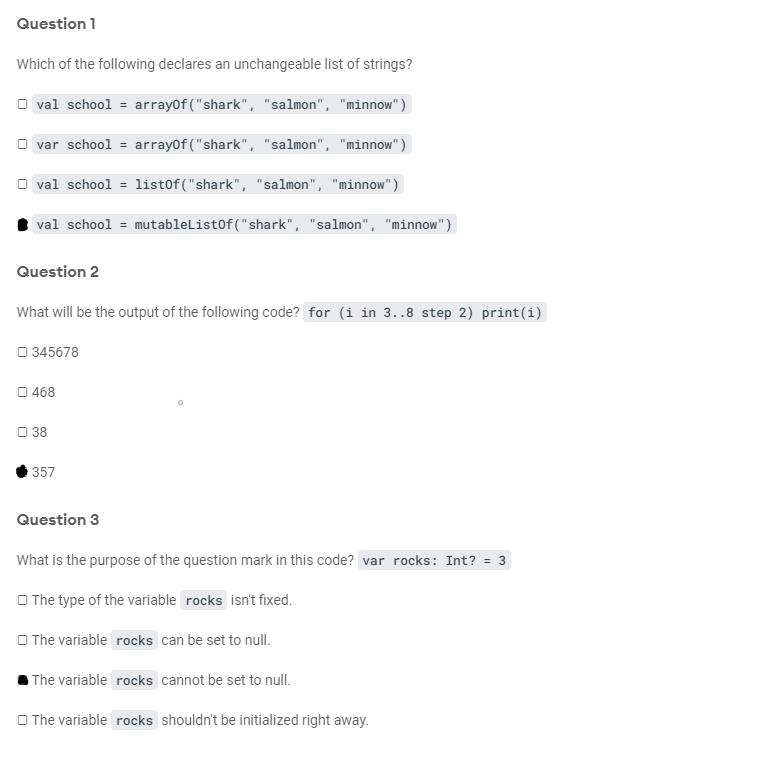 Question 1
Which of the following declares an unchangeable list of strings?
val school = arrayOf("shark", "salmon", "minnow")
var school = arrayOf("shark", "salmon", "minnow")
val school = listOf("shark", "salmon", "minnow")
val school = mutableListOf("shark", "salmon", "minnow")
Question 2
What will be the output of the following code? for (i in 3..8 step 2) print(i)
345678
468
38
357
Question 3
What is the purpose of the question mark in this code? var rocks: Int? = 3
The type of the variable rocks isn't fixed.
The variable rocks can be set to null.
The variable rocks cannot be set to null.
The variable rocks shouldn't be initialized right away.